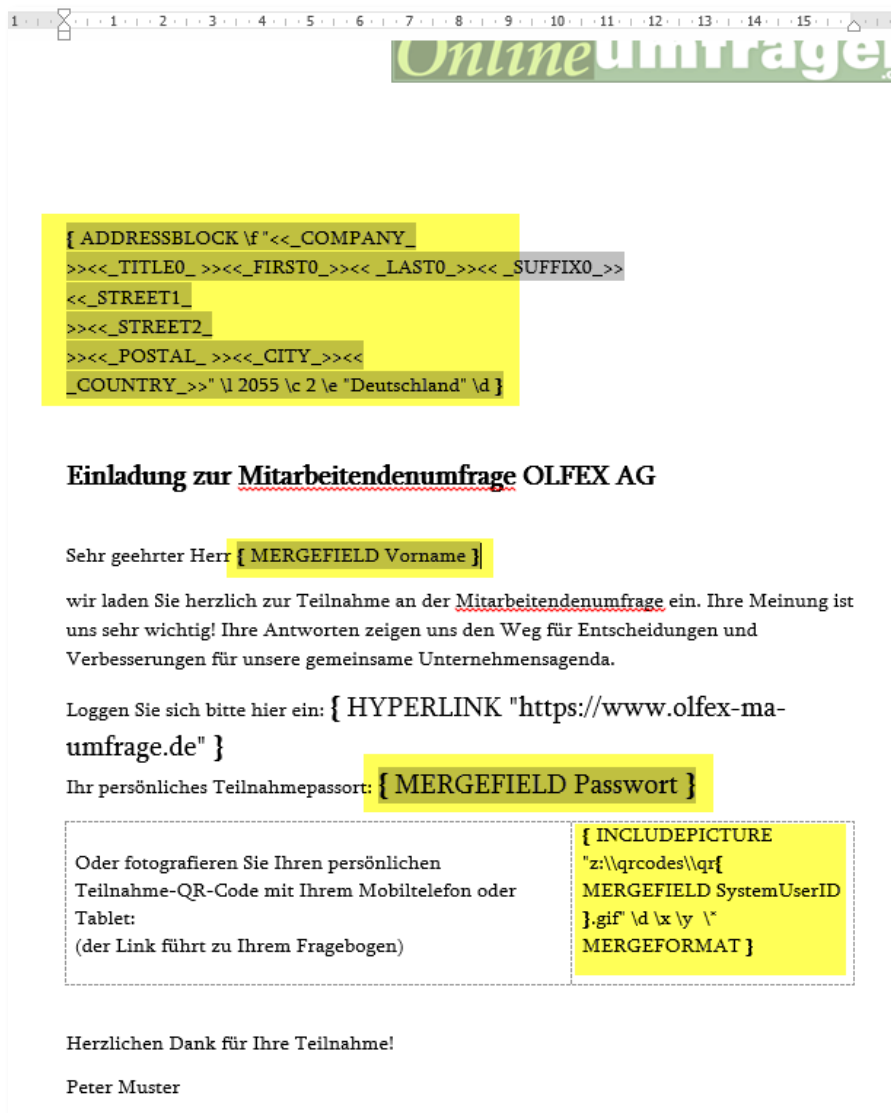 1 1 2 3 4 5 6 7 8 9 10 11 12 13 14 15
Online umfragen
{ ADDRESSBLOCK \f "<<_COMPANY_
>><<_TITLE0_ >><<_FIRST0_>><< _LAST0_>><< _SUFFIX0_>>
<<_STREET1_
>><<_STREET2_
>><<_POSTAL_ >><<_CITY_>><<
_COUNTRY_>>" \l 2055 \c 2 \e "Deutschland" \d }
Einladung zur Mitarbeitendenumfrage OLFEX AG
Sehr geehrter Herr { MERGEFIELD Vorname }
wir laden Sie herzlich zur Teilnahme an der Mitarbeitendenumfrage ein. Ihre Meinung ist
uns sehr wichtig! Ihre Antworten zeigen uns den Weg für Entscheidungen und
Verbesserungen für unsere gemeinsame Unternehmensagenda.
Loggen Sie sich bitte hier ein: { HYPERLINK "https://www.olfex-ma-
umfrage.de" }
Ihr persönliches Teilnahmepassort: { MERGEFIELD Passwort }
Oder fotografieren Sie Ihren persönlichen
Teilnahme-QR-Code mit Ihrem Mobiltelefon oder
Tablet:
(der Link führt zu Ihrem Fragebogen)
{ INCLUDEPICTURE
"z:\\qrcodes\\qr{
MERGEFIELD SystemUserID
}.gif" \d \x \y \*
MERGEFORMAT }
Herzlichen Dank für Ihre Teilnahme!
Peter Muster